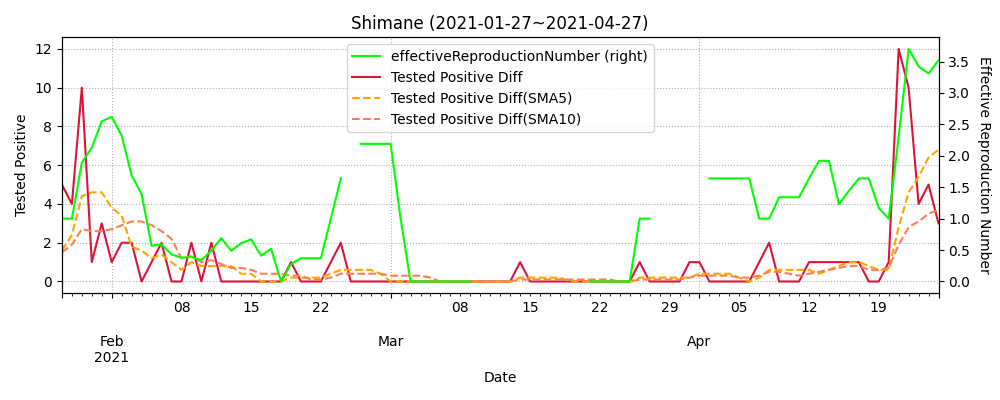 Shimane (2021-01-27~2021-04-27)
effectiveReproductionNumber (right)
Tested Positive Diff
Tested Positive Diff(SMA5)
Tested Positive Diff(SMA10)
Tested Positive
12
10
8
6
4
2
0
Effective Reproduction Number
3.5
3.0
2.5
2.0
1.5
1.0
0.5
0.0
08 15 22 08 15 22 29 05 12 19
Feb Mar Apr
2021
Date